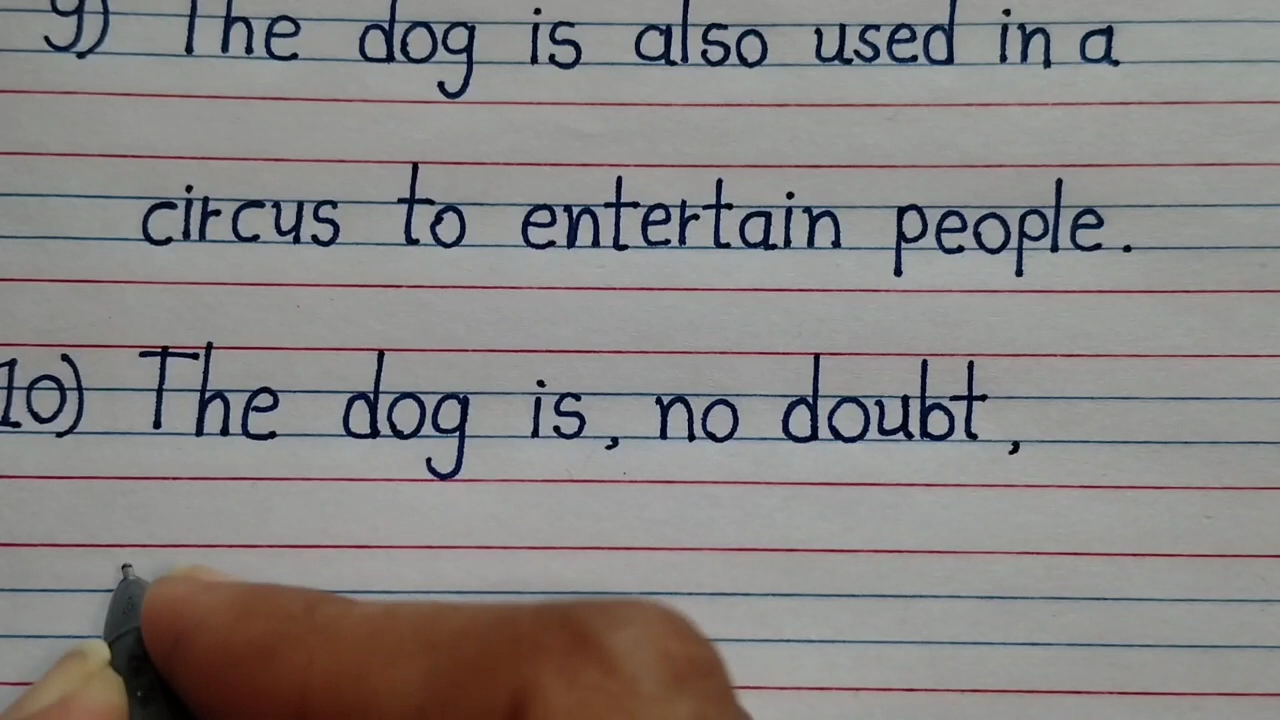 9) The dog is also used in a
circus to entertain people.
10) The dog is, no doubt,